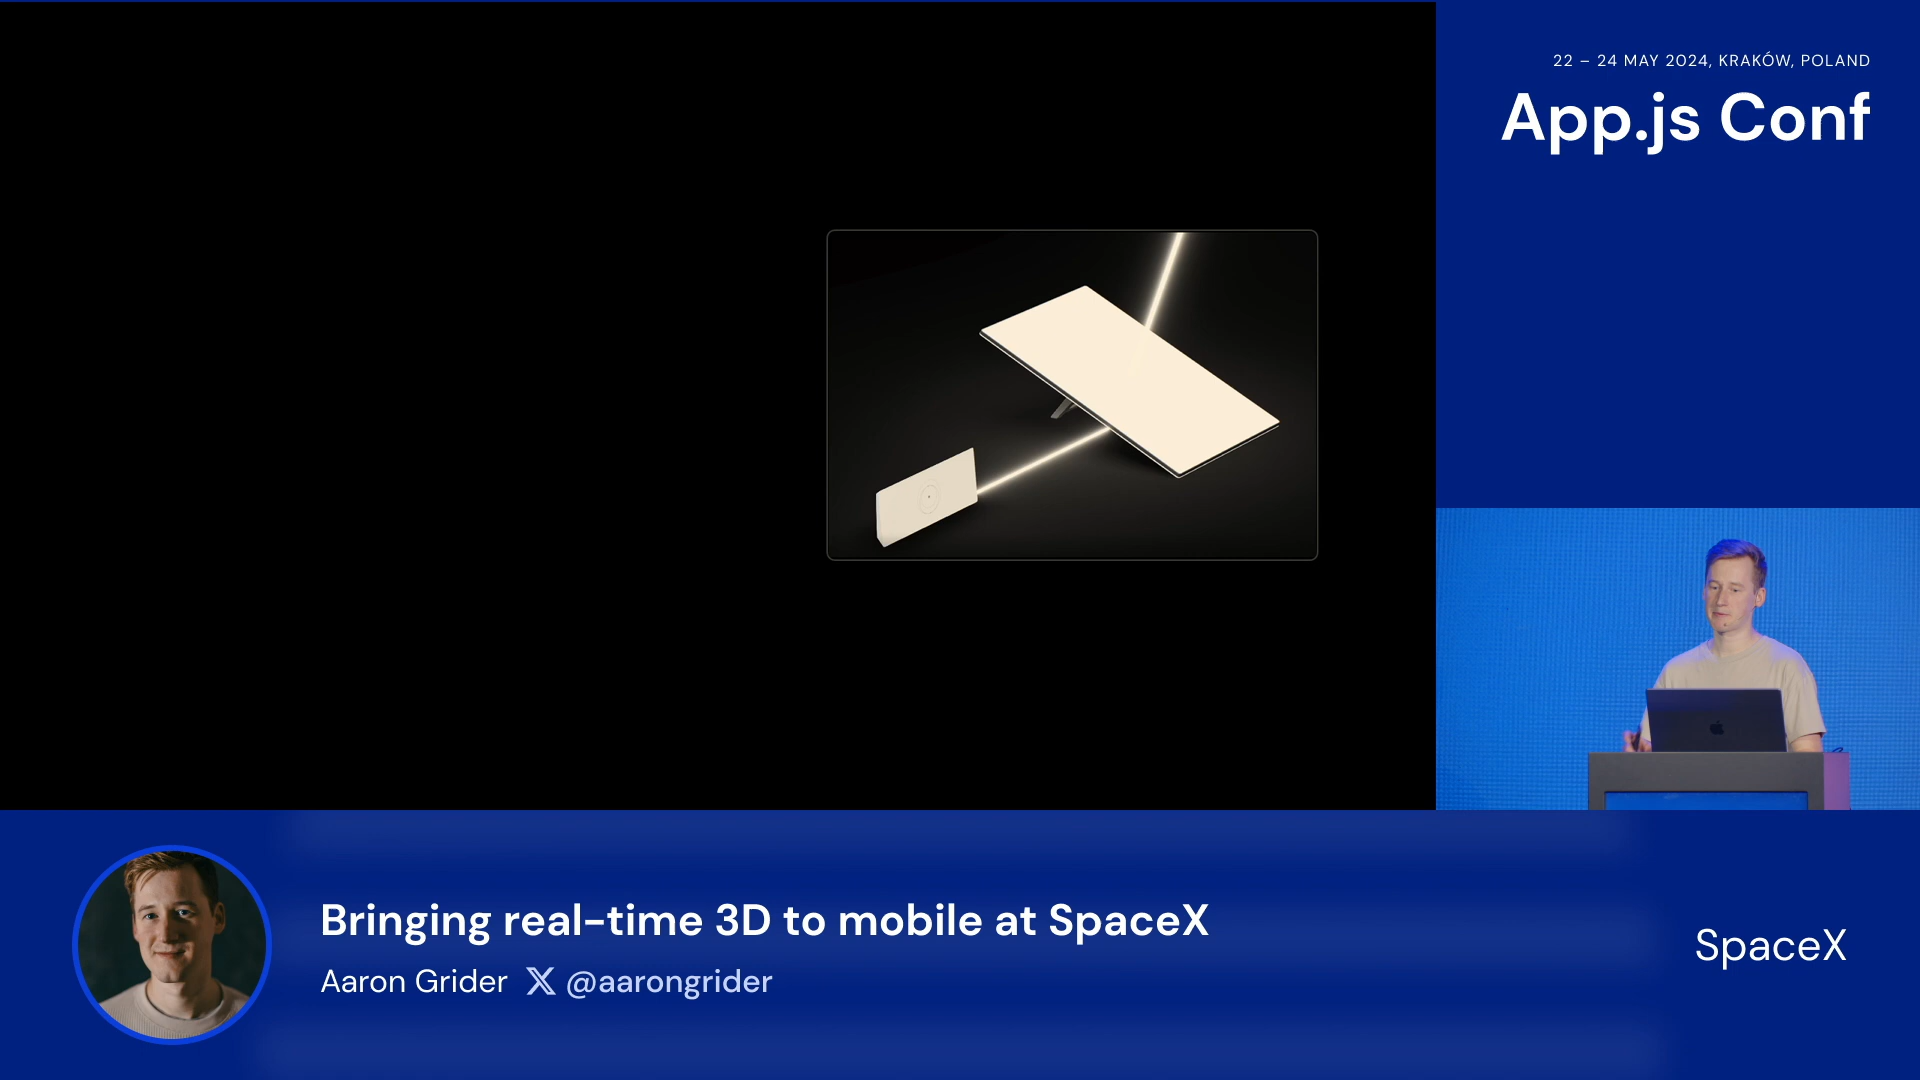 22 – 24 MAY 2024, KRAKÓW, POLAND
App.js Conf
Bringing real-time 3D to mobile at SpaceX
Aaron Grider X @aarongrider
SpaceX